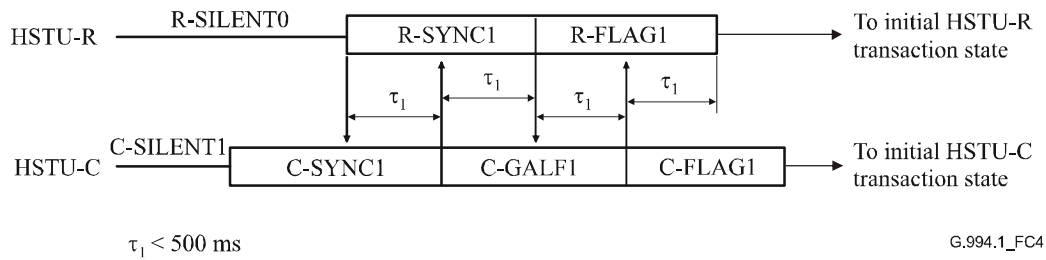 R-SILENT0
HSTU-R
R-SYNC1
R-FLAG1
To initial HSTU-R
transaction state
τ1
τ1
τ1
τ1
C-SILENT1
HSTU-C
C-SYNC1
C-GALF1
C-FLAG1
To initial HSTU-C
transaction state
τ1 < 500 ms
G.994.1_FC4